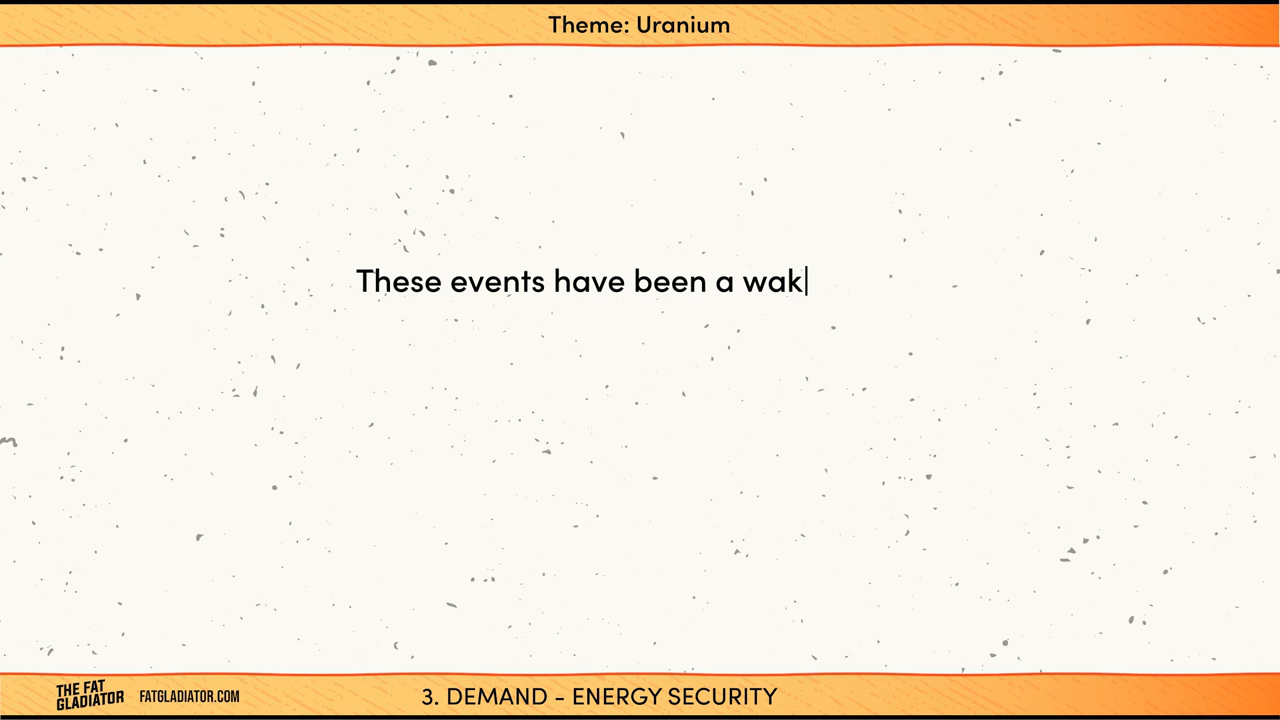 Theme: Uranium
These events have been a wak
THE FAT
GLADIATOR
FATGLADIATOR.COM
3. DEMAND - ENERGY SECURITY